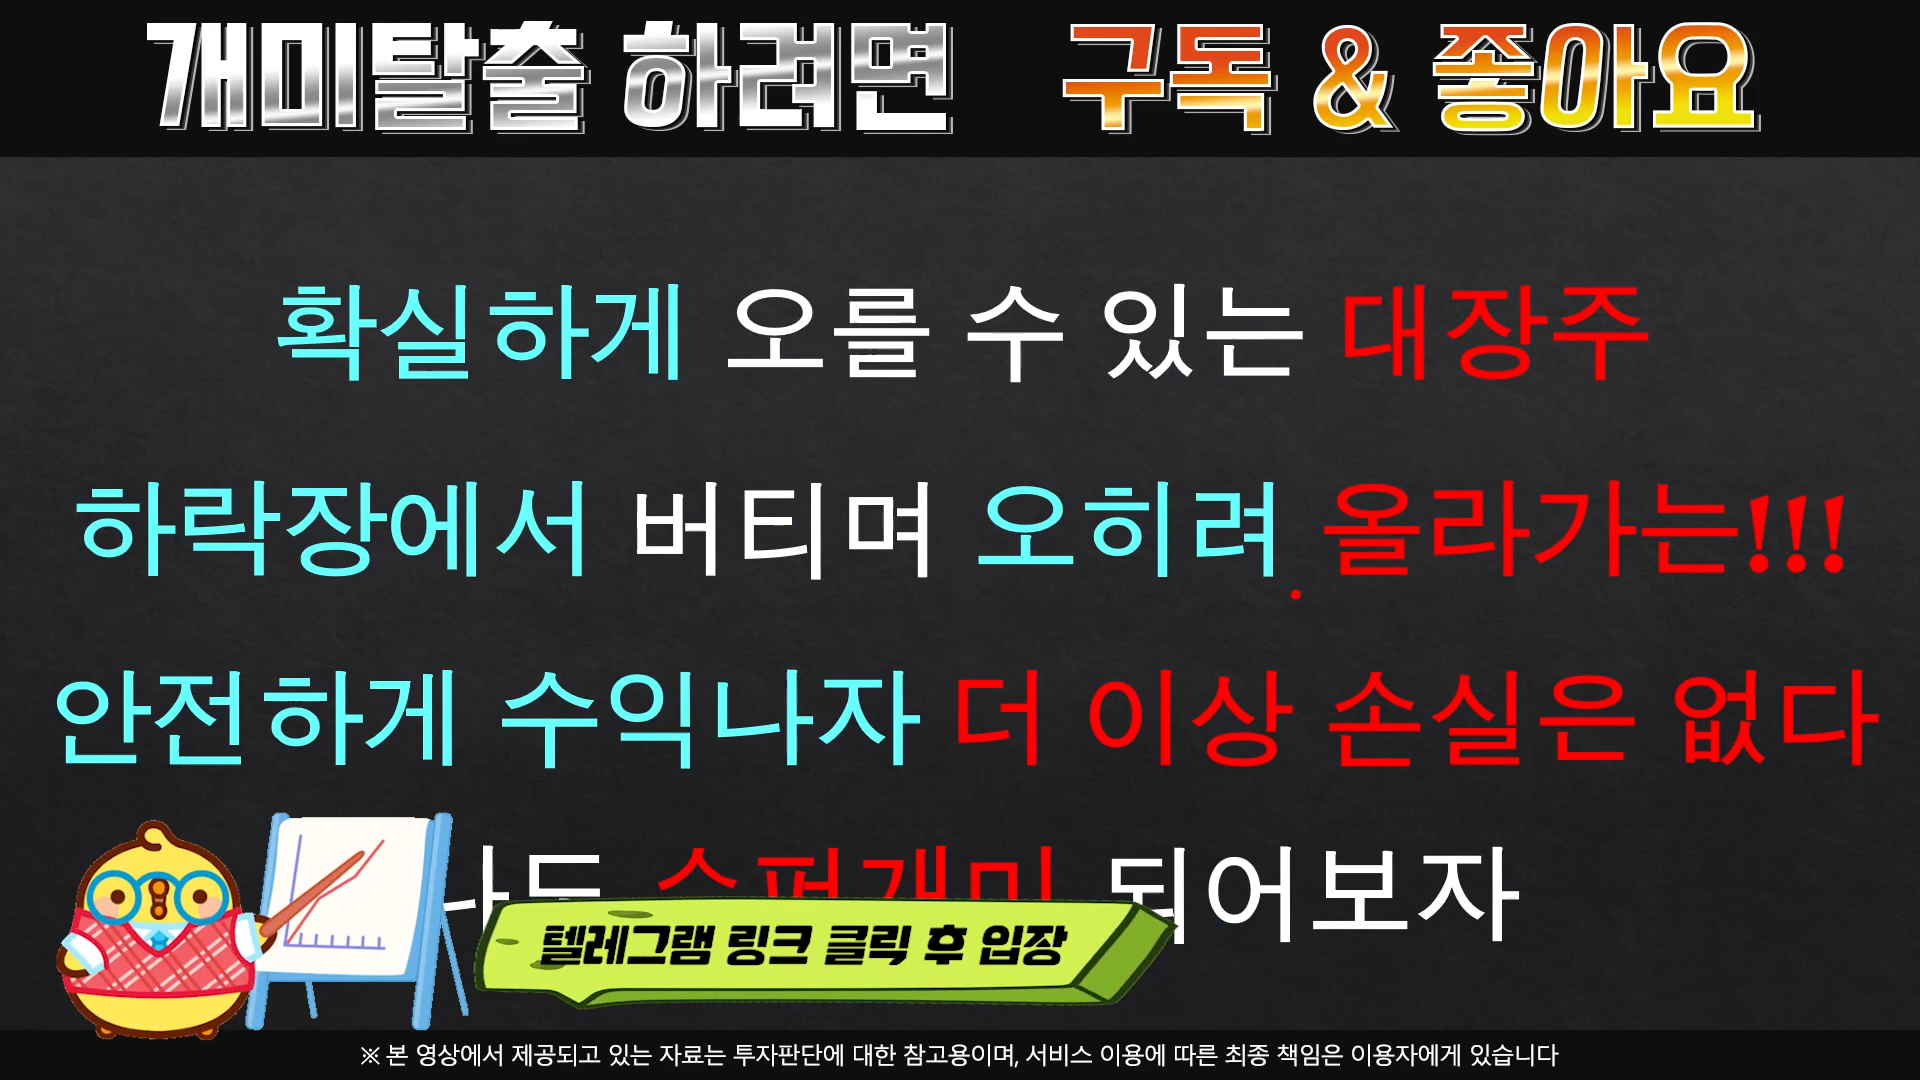 개미탈출 하려면 구독 & 좋아요
확실하게 오를 수 있는 대장주
하락장에서 버티며 오히려 올라가는!!!
안전하게 수익나자 더 이상 손실은 없다
나도 슈퍼개미 되어보자
텔레그램 링크 클릭 후 입장
※ 본 영상에서 제공되고 있는 자료는 투자판단에 대한 참고용이며, 서비스 이용에 따른 최종 책임은 이용자에게 있습니다